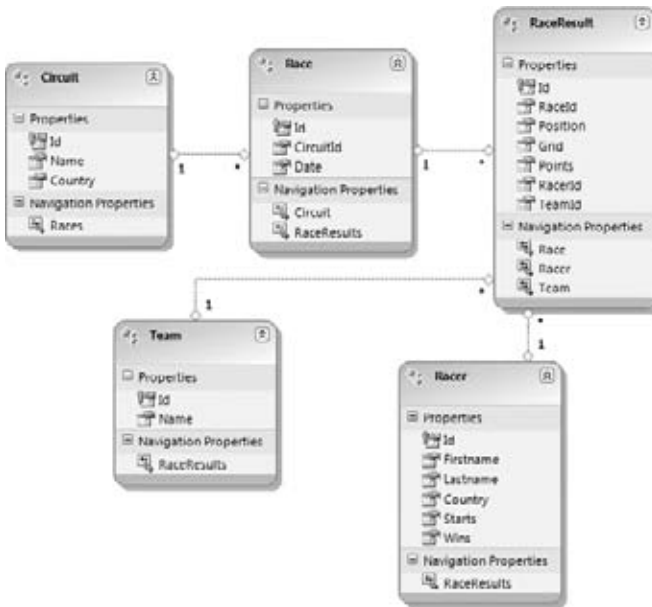 Circuit
Properties
Id
Name
Country
Navigation Properties
Races
1
*
Race
Properties
Id
CircuitId
Date
Navigation Properties
Circuit
RaceResults
1
*
RaceResult
Properties
Id
RaceId
Position
Grid
Points
RacerId
TeamId
Navigation Properties
Race
Racer
Team
1
*
Team
Properties
Id
Name
Navigation Properties
RaceResults
*
1
Racer
Properties
Id
Firstname
Lastname
Country
Starts
Wins
Navigation Properties
RaceResults